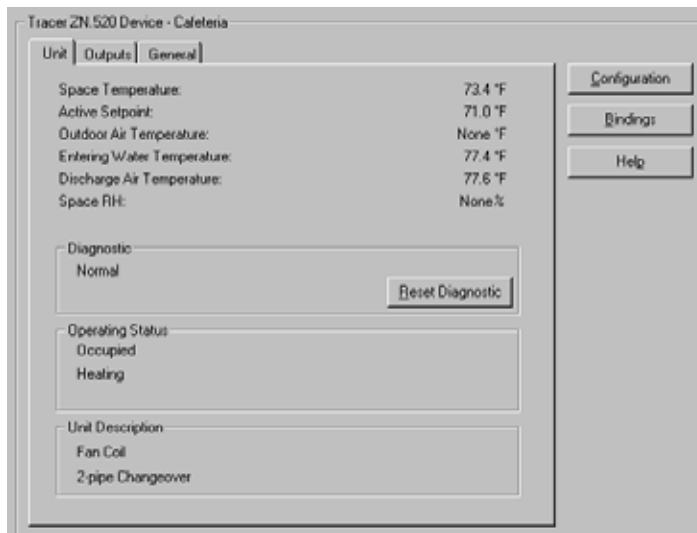 Tracer ZN.520 Device - Cafeteria
Unit Outputs General
Space Temperature: 73.4 °F
Active Setpoint: 71.0 °F
Outdoor Air Temperature: None °F
Entering Water Temperature: 77.4 °F
Discharge Air Temperature: 77.6 °F
Space RH: None %
Configuration
Bindings
Help
Diagnostic
Normal
Reset Diagnostic
Operating Status
Occupied
Heating
Unit Description
Fan Coil
2-pipe Changeover